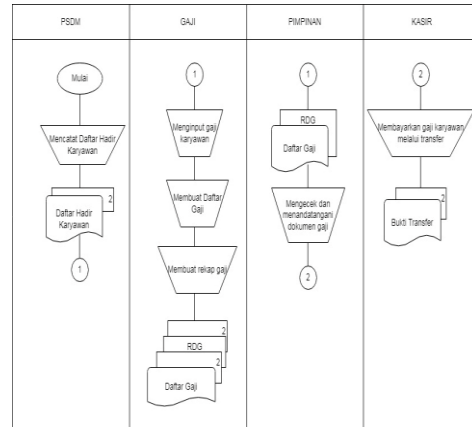 PSDM
GAJI
PIMPINAN
KASIR
Mulai
Mencatat Daftar Hadir
Karyawan
2
Daftar Hadir
Karyawan
1
1
Menginput gaji
karyawan
Membuat Daftar
Gaji
Membuat rekap gaji
2
RDG
2
Daftar Gaji
1
RDG
Daftar Gaji
Mengecek dan
menandatangani
dokumen gaji
2
2
Membayarkan gaji karyawan
melalui transfer
2
Bukti Transfer